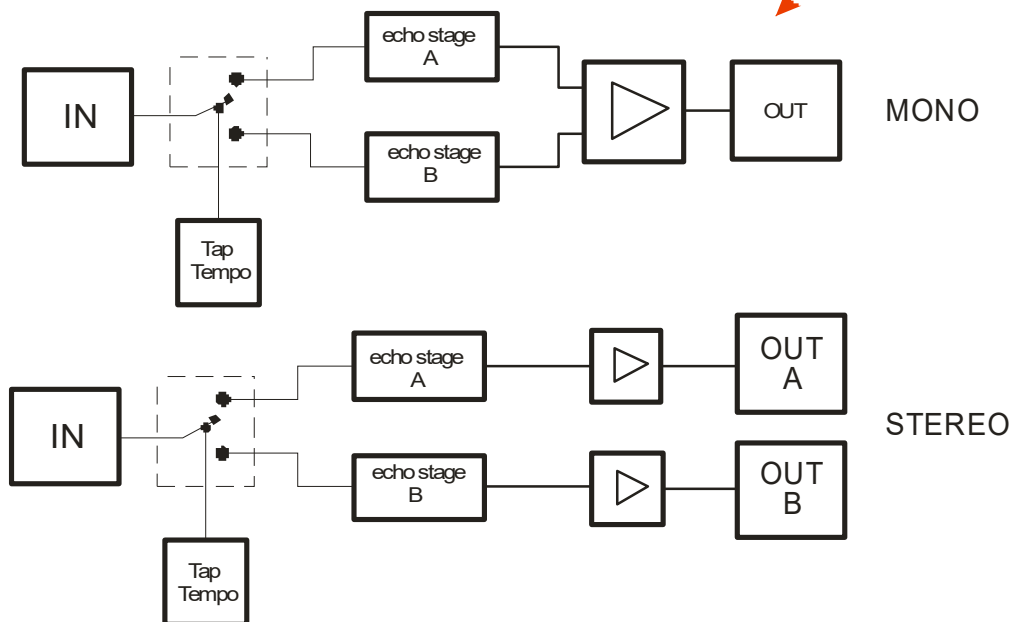 IN
echo stage
A
echo stage
B
OUT
MONO
Tap
Tempo
IN
echo stage
A
echo stage
B
OUT
A
OUT
B
STEREO
Tap
Tempo